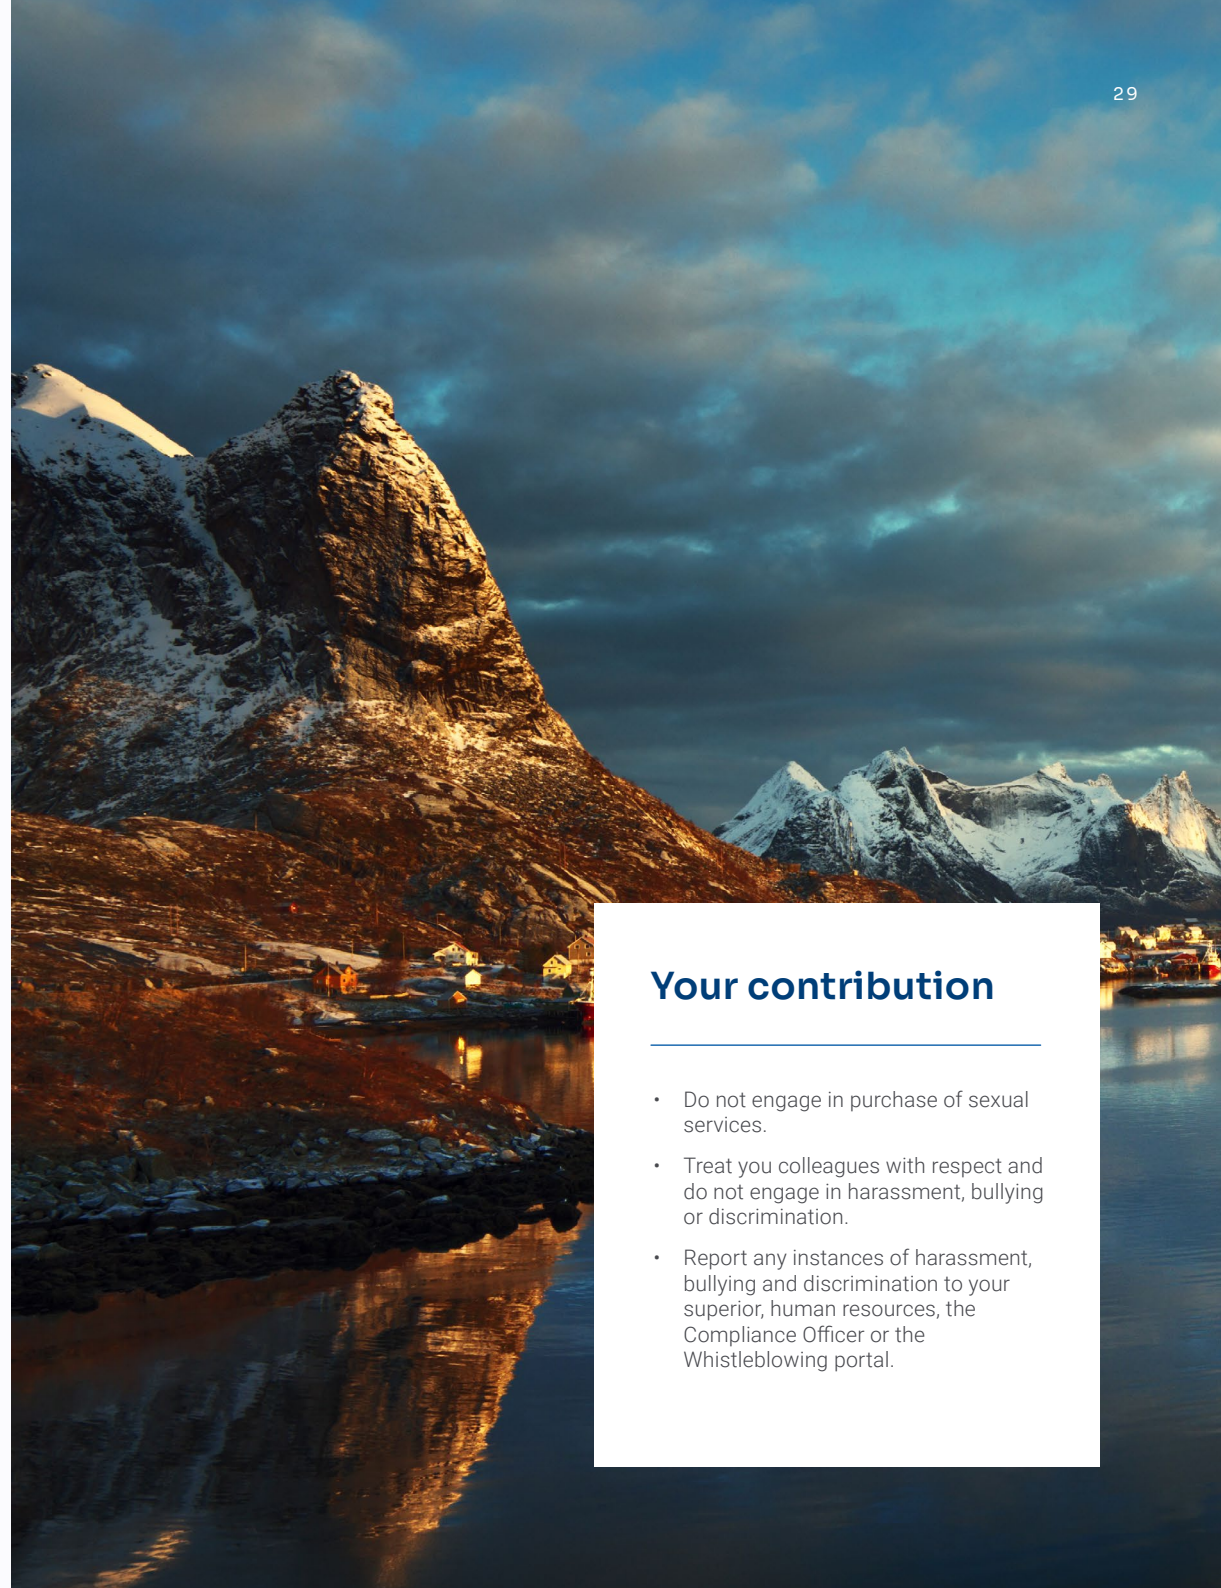 29
Your contribution
• Do not engage in purchase of sexual
services.
• Treat you colleagues with respect and
do not engage in harassment, bullying
or discrimination.
• Report any instances of harassment,
bullying and discrimination to your
superior, human resources, the
Compliance Officer or the
Whistleblowing portal.